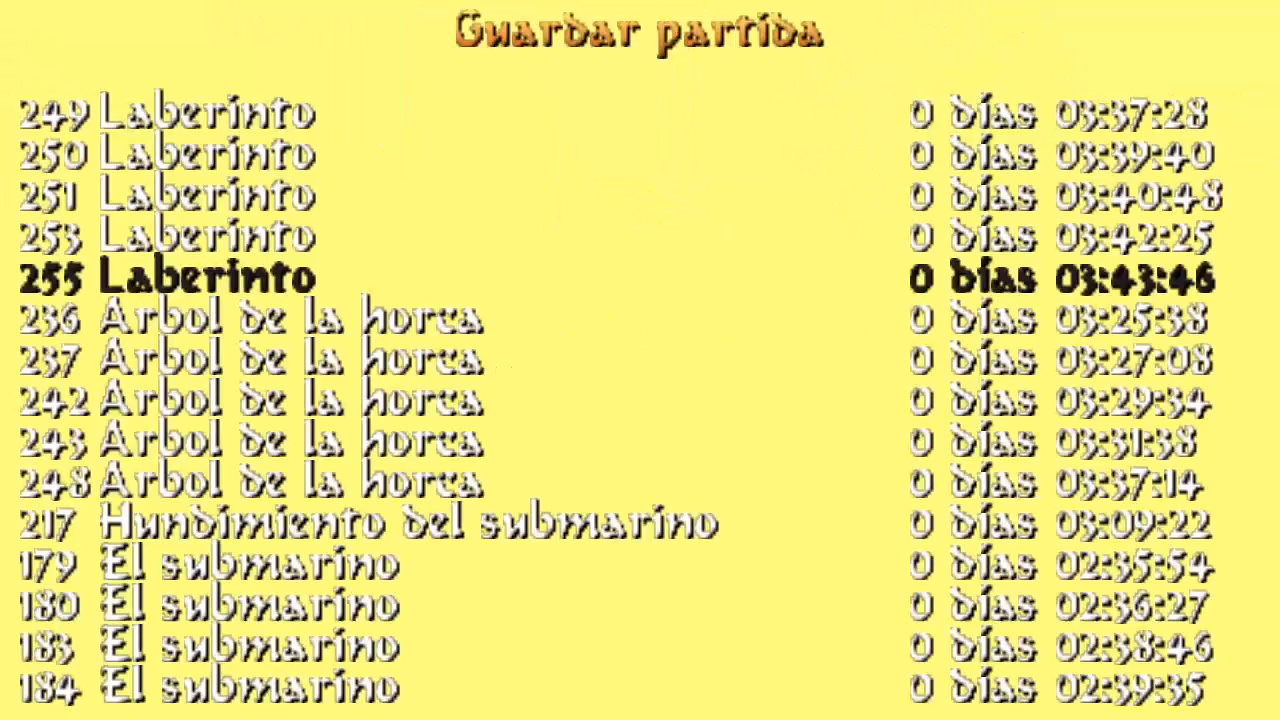 Guardar partida
249 Laberinto 0 días 03:37:28
250 Laberinto 0 días 03:39:40
251 Laberinto 0 días 03:40:48
253 Laberinto 0 días 03:42:25
255 Laberinto 0 días 03:43:46
236 Arbol de la horca 0 días 03:25:38
237 Arbol de la horca 0 días 03:27:08
242 Arbol de la horca 0 días 03:29:34
243 Arbol de la horca 0 días 03:31:38
248 Arbol de la horca 0 días 03:37:14
217 Hundimiento del submarino 0 días 03:09:22
179 El submarino 0 días 02:35:54
180 El submarino 0 días 02:36:27
183 El submarino 0 días 02:38:46
184 El submarino 0 días 02:39:35